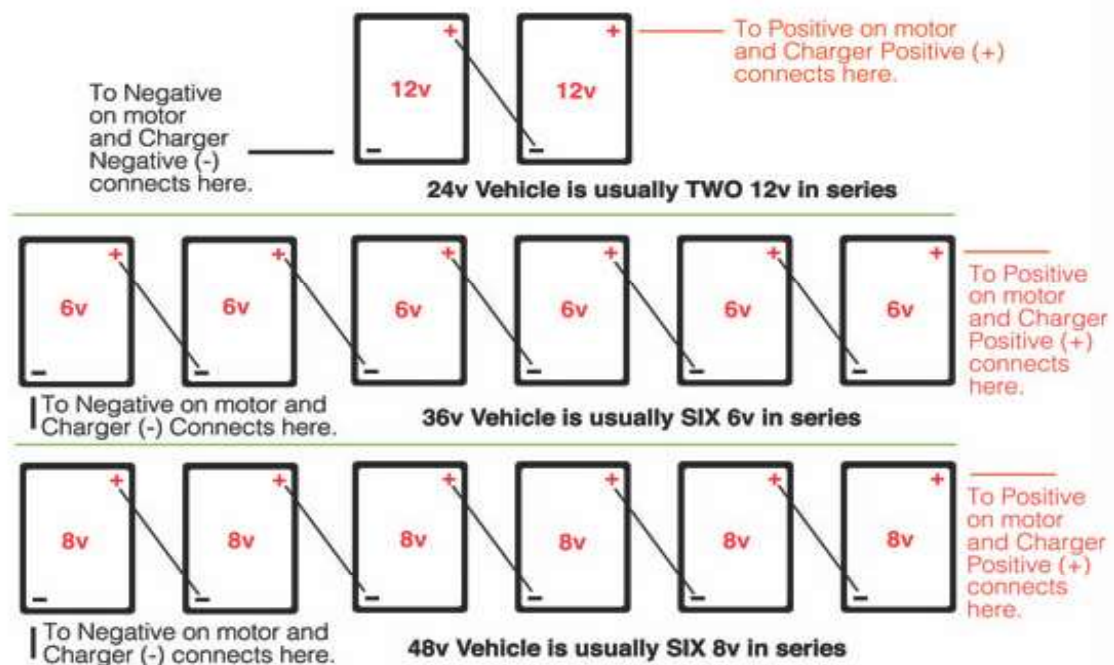 +
+
To Positive on motor
and Charger Positive (+)
connects here.
12v
12v
To Negative
on motor
and Charger
Negative (-)
connects here.
-
-
24v Vehicle is usually TWO 12v in series
+
+
+
+
+
+
6v
6v
6v
6v
6v
6v
-
-
-
-
-
-
To Positive
on motor
and Charger
Positive (+)
connects
here.
To Negative on motor and
Charger (-) Connects here.
36v Vehicle is usually SIX 6v in series
+
+
+
+
+
+
8v
8v
8v
8v
8v
8v
-
-
-
-
-
-
To Positive
on motor
and Charger
Positive (+)
connects
here.
To Negative on motor and
Charger (-) connects here.
48v Vehicle is usually SIX 8v in series